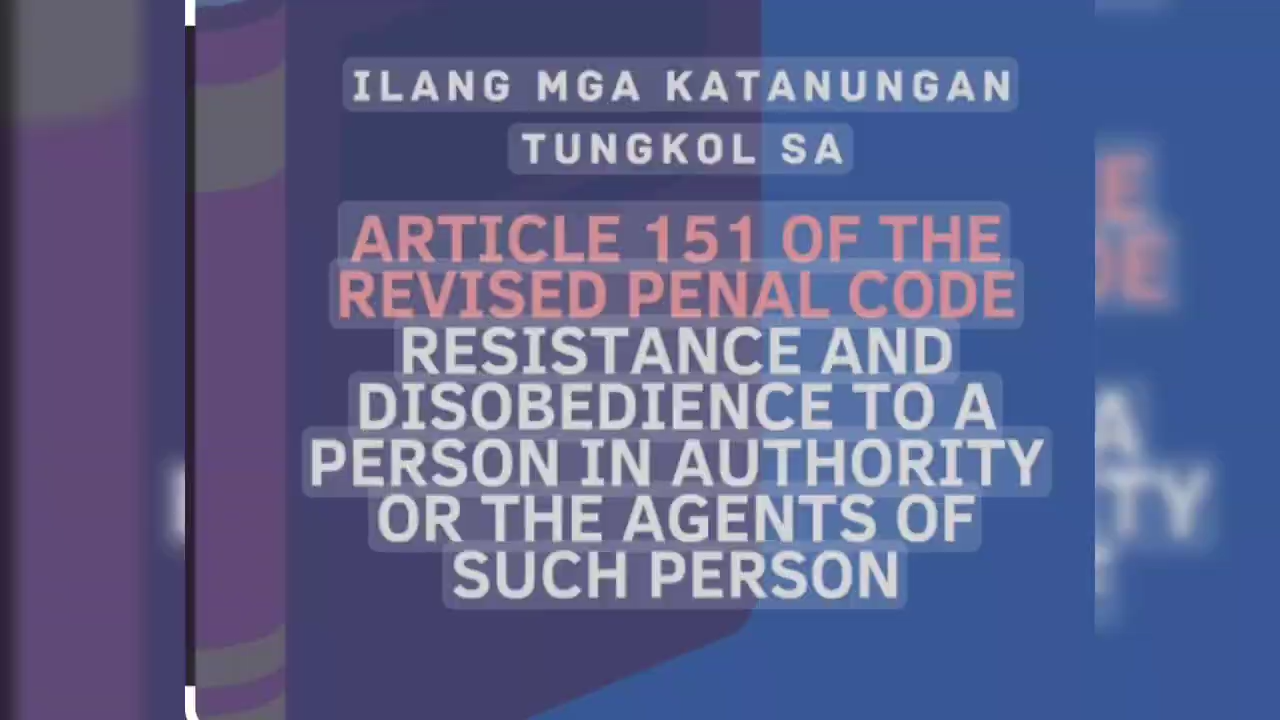 ILANG MGA KATANUNGAN
TUNGKOL SA
ARTICLE 151 OF THE
REVISED PENAL CODE
RESISTANCE AND
DISOBEDIENCE TO A
PERSON IN AUTHORITY
OR THE AGENTS OF
SUCH PERSON